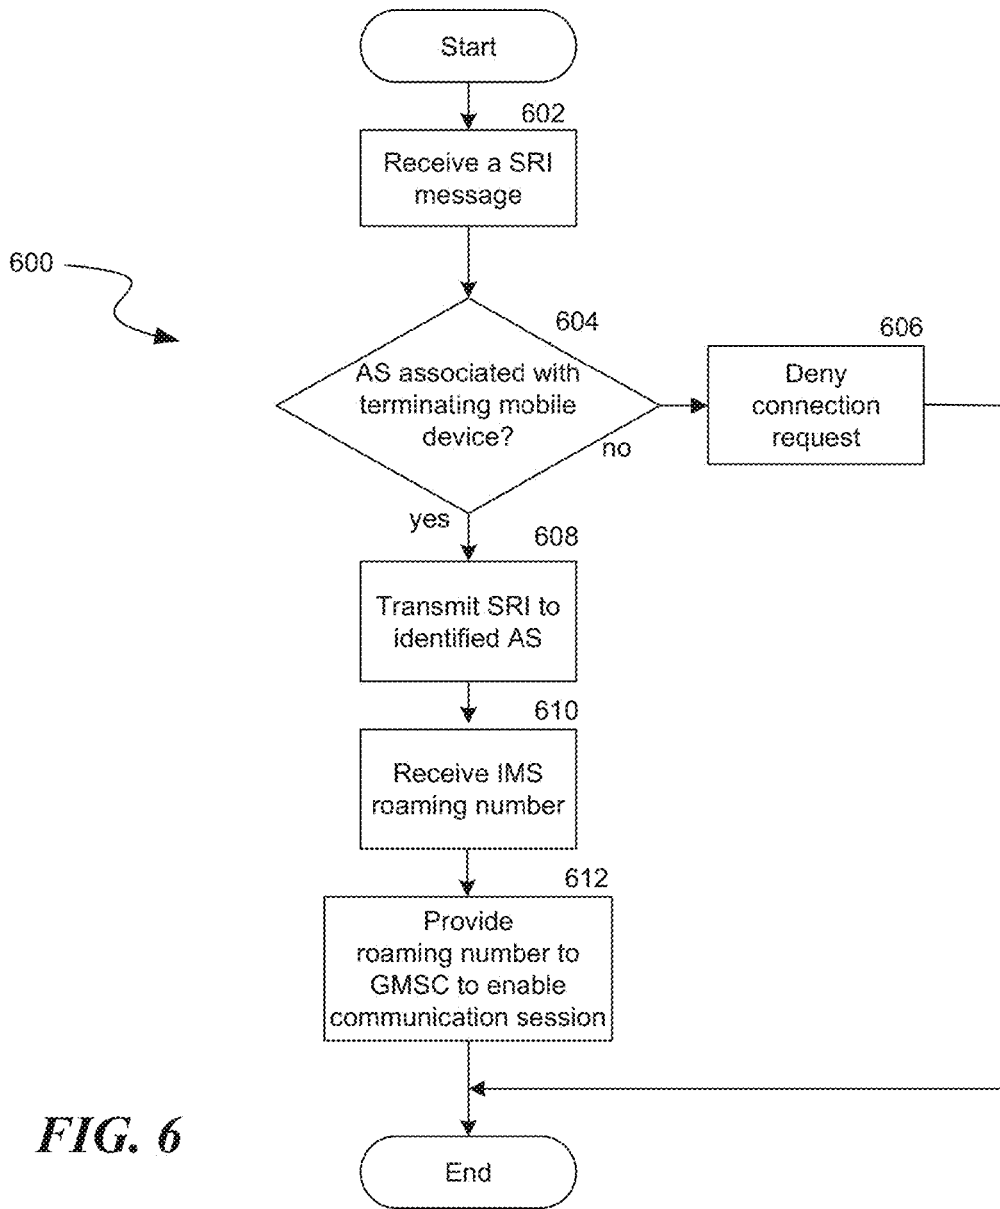 Start
602
Receive a SRI
message
600
604
AS associated with
terminating mobile
device?
no
yes
606
Deny
connection
request
608
Transmit SRI to
identified AS
610
Receive IMS
roaming number
612
Provide
roaming number to
GMSC to enable
communication session
FIG. 6
End